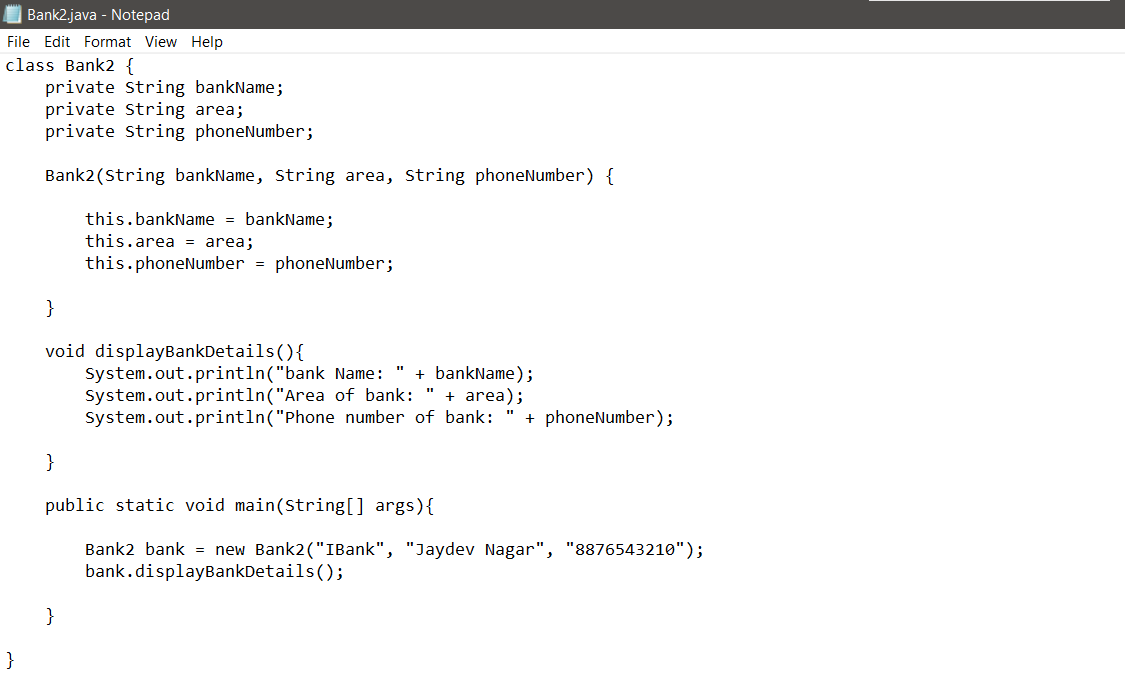 Bank2.java - Notepad
File Edit Format View Help
class Bank2 {
    private String bankName;
    private String area;
    private String phoneNumber;

    Bank2(String bankName, String area, String phoneNumber) {

        this.bankName = bankName;
        this.area = area;
        this.phoneNumber = phoneNumber;

    }

    void displayBankDetails(){
        System.out.println("bank Name: " + bankName);
        System.out.println("Area of bank: " + area);
        System.out.println("Phone number of bank: " + phoneNumber);

    }

    public static void main(String[] args){

        Bank2 bank = new Bank2("IBank", "Jaydev Nagar", "8876543210");
        bank.displayBankDetails();

    }

}